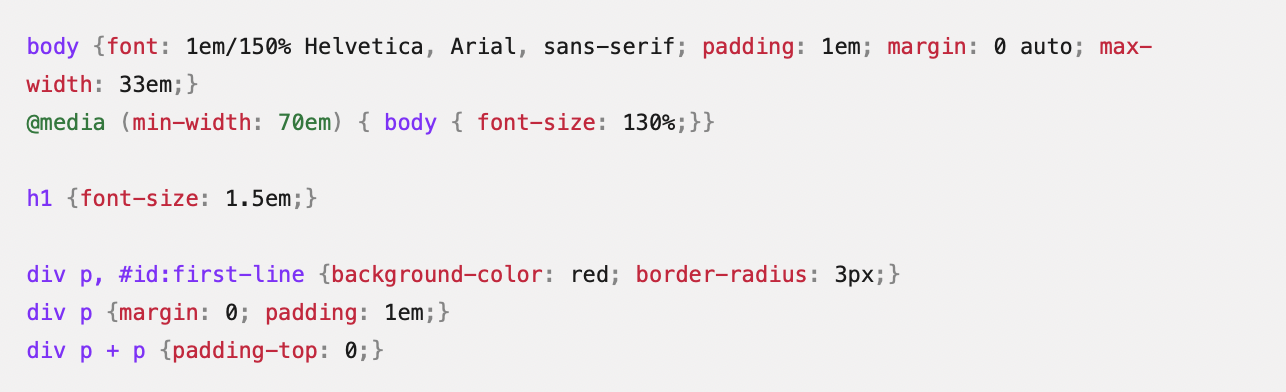 body {font: 1em/150% Helvetica, Arial, sans-serif; padding: 1em; margin: 0 auto; max-
width: 33em;}
@media (min-width: 70em) { body { font-size: 130%;}}
h1 {font-size: 1.5em;}
div p, #id:first-line {background-color: red; border-radius: 3px;}
div p {margin: 0; padding: 1em;}
div p + p {padding-top: 0;}